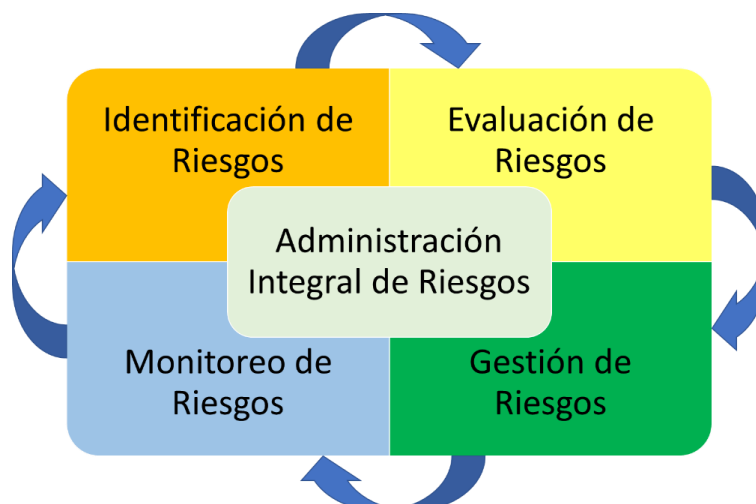 Identificación de
Riesgos
Evaluación de
Riesgos
Administración
Integral de Riesgos
Monitoreo de
Riesgos
Gestión de
Riesgos